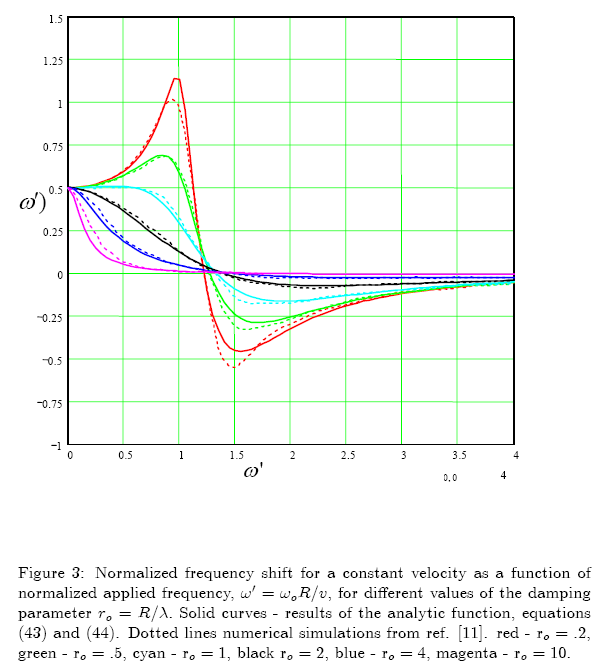 1.5
1.25
1
0.75
0.5
ω')
0.25
0
−0.25
−0.5
−0.75
−1
0 0.5 1 1.5 2 2.5 3 3.5 4
ω'
0,0 4
Figure 3: Normalized frequency shift for a constant velocity as a function of
normalized applied frequency, ω′ = ωₒR/v, for different values of the damping
parameter rₒ = R/λ. Solid curves - results of the analytic function, equations
(43) and (44). Dotted lines numerical simulations from ref. [11]. red - rₒ = .2,
green - rₒ = .5, cyan - rₒ = 1, black rₒ = 2, blue - rₒ = 4, magenta - rₒ = 10.